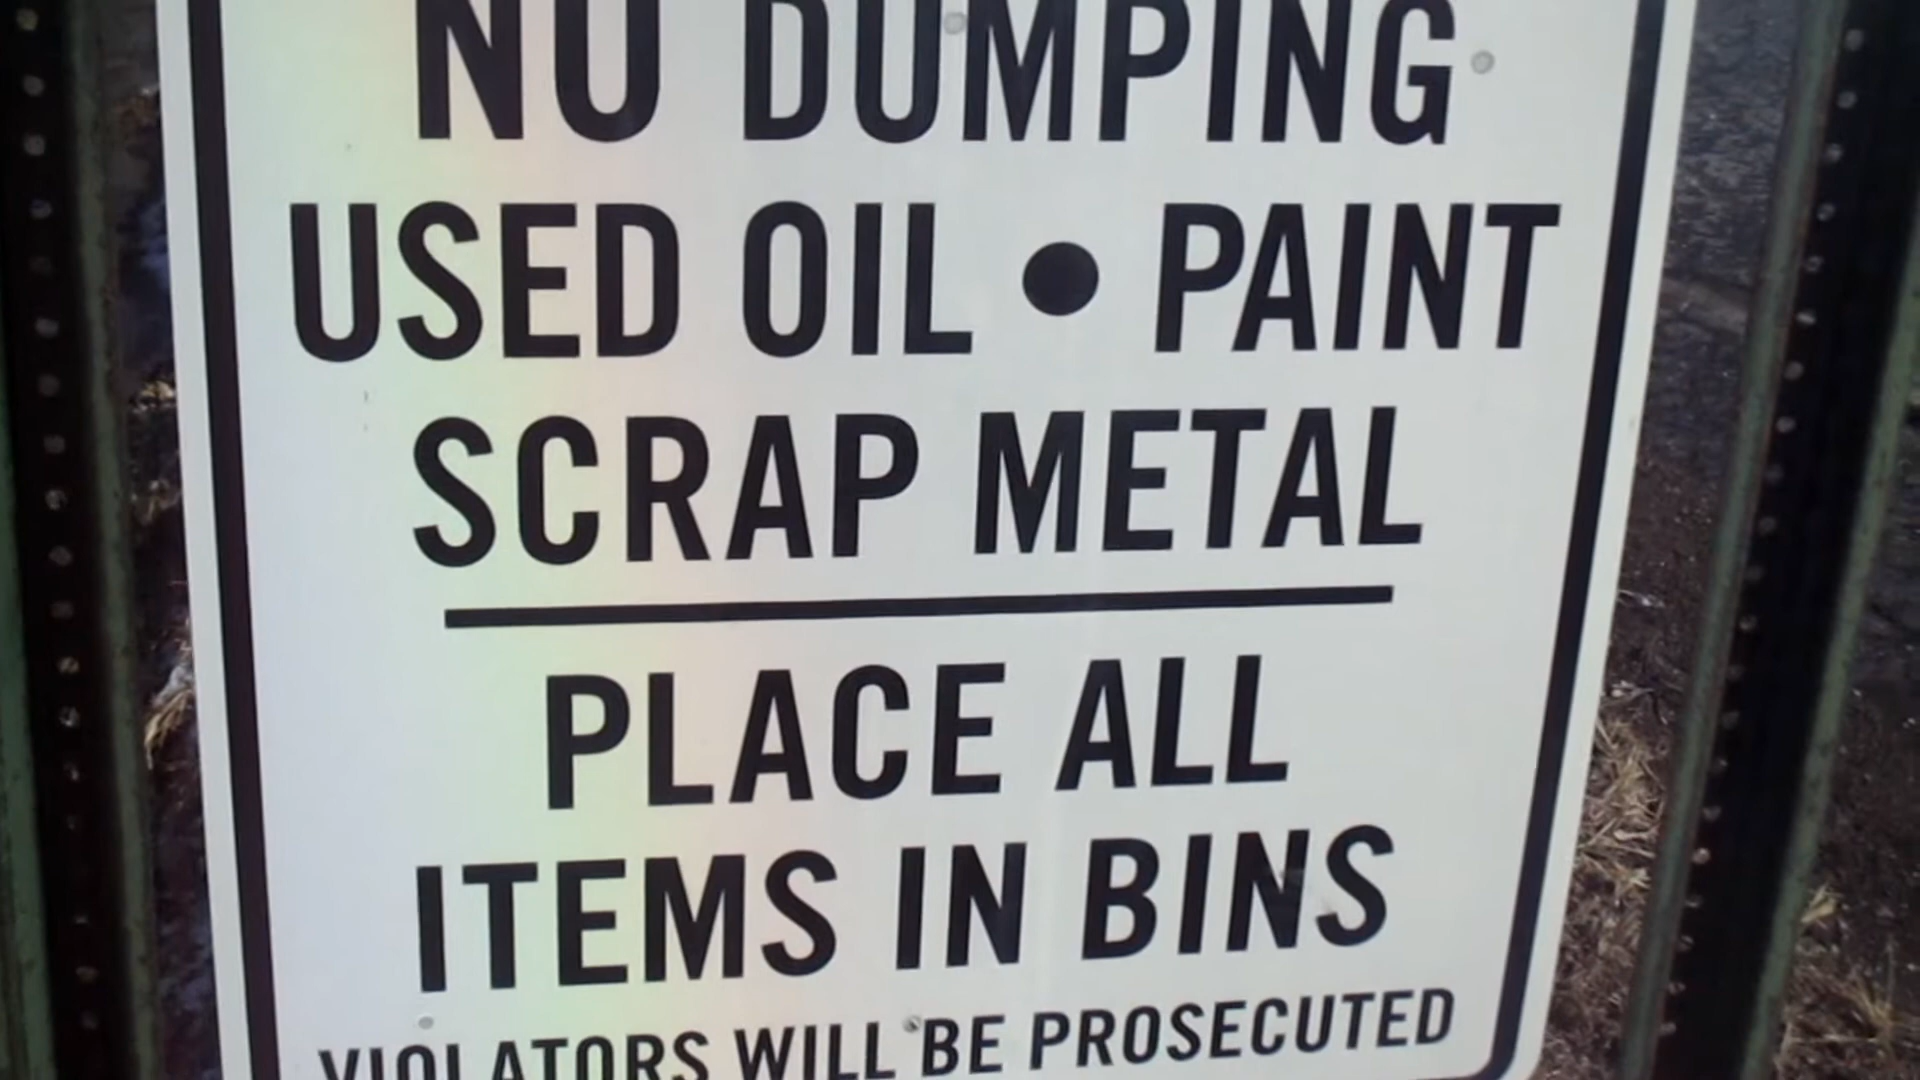 NO DUMPING
USED OIL • PAINT
SCRAP METAL
PLACE ALL
ITEMS IN BINS
VIOLATORS WILL BE PROSECUTED